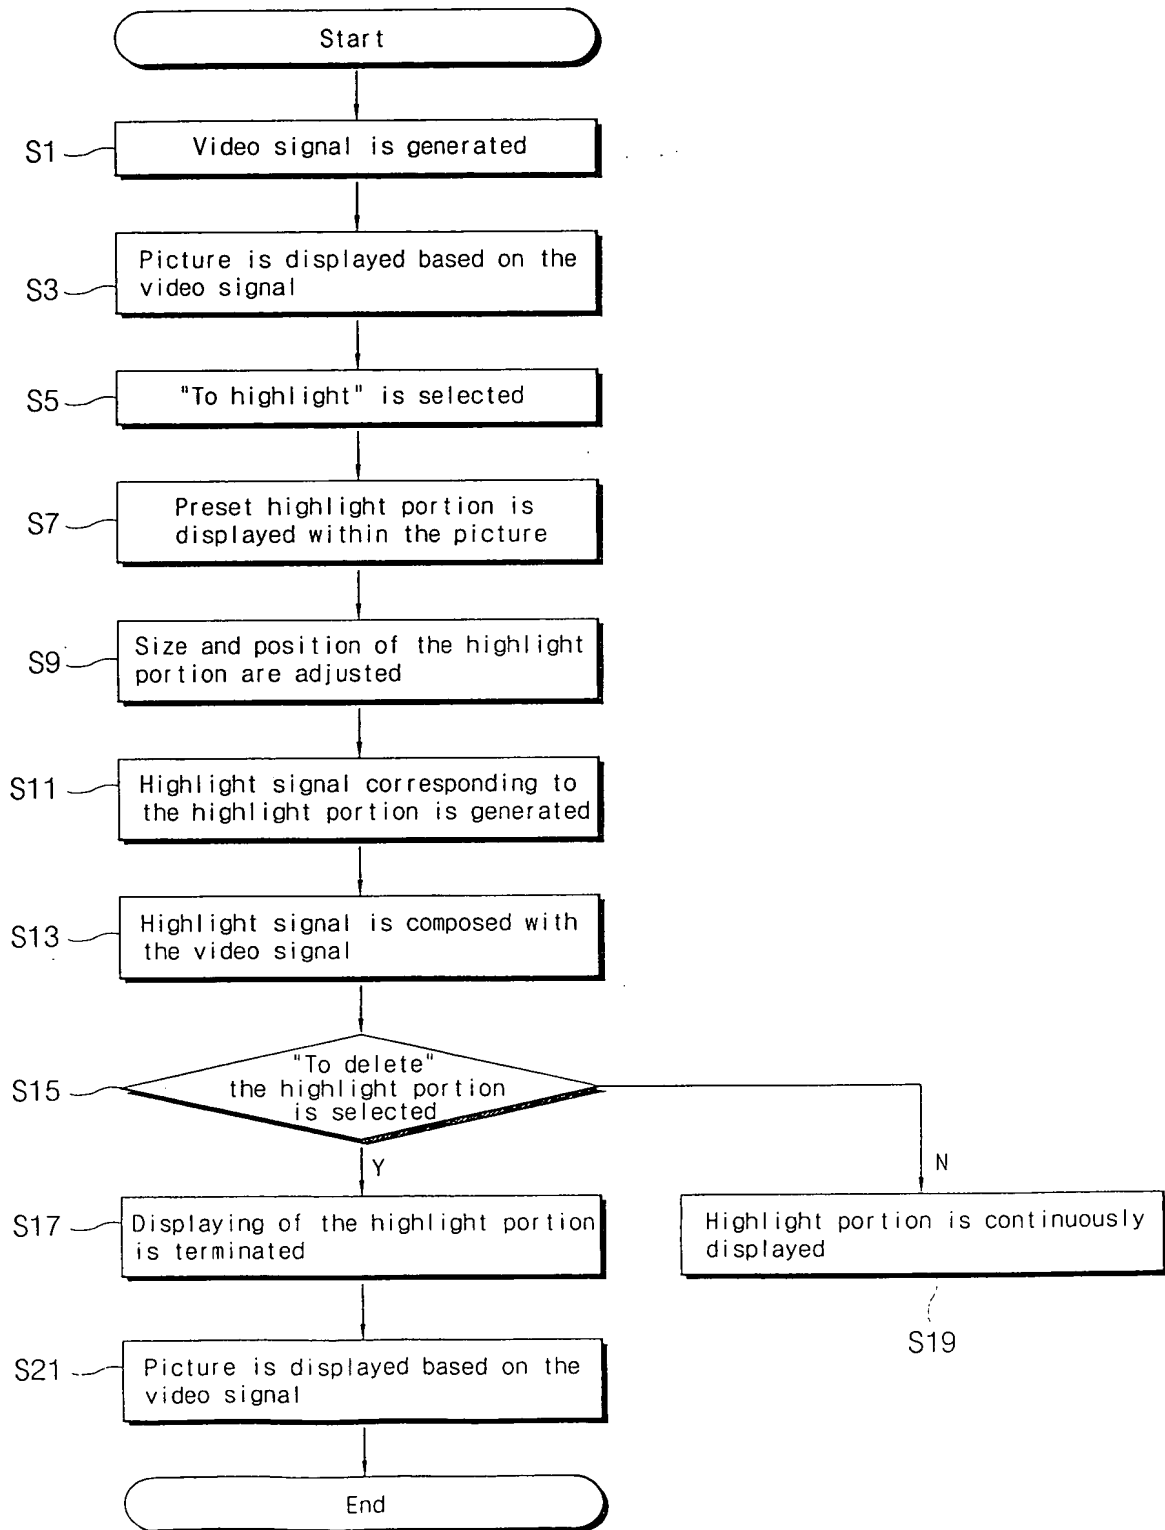 Start
S1
Video signal is generated
S3
Picture is displayed based on the
video signal
S5
"To highlight" is selected
S7
Preset highlight portion is
displayed within the picture
S9
Size and position of the highlight
portion are adjusted
S11
Highlight signal corresponding to
the highlight portion is generated
S13
Highlight signal is composed with
the video signal
S15
"To delete"
the highlight portion
is selected
Y
N
S17
Displaying of the highlight portion
is terminated
Highlight portion is continuously
displayed
S19
S21
Picture is displayed based on the
video signal
End